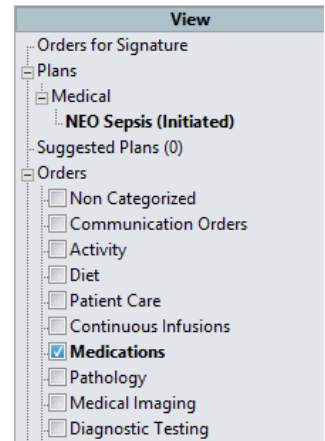 View
Orders for Signature
Plans
Medical
NEO Sepsis (Initiated)
Suggested Plans (0)
Orders
Non Categorized
Communication Orders
Activity
Diet
Patient Care
Continuous Infusions
Medications
Pathology
Medical Imaging
Diagnostic Testing